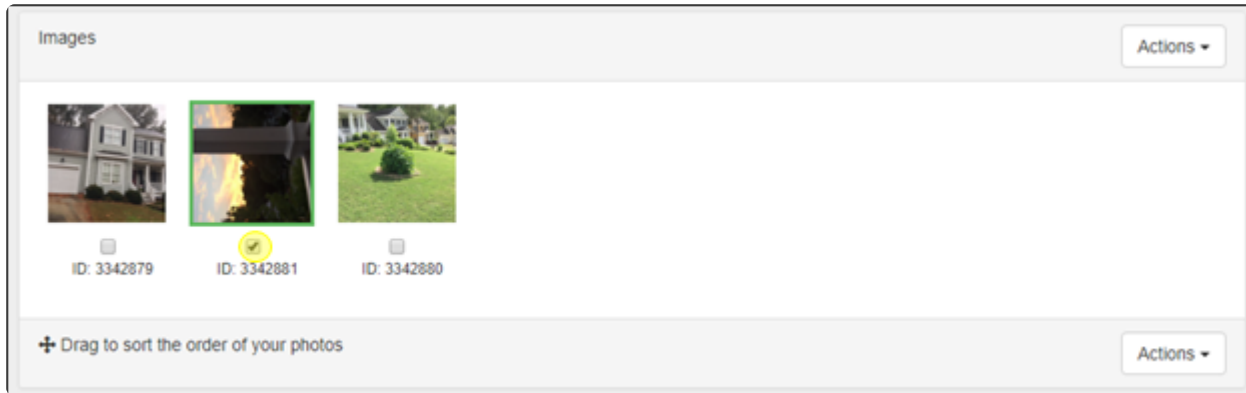 Images
Actions
ID: 3342879
ID: 3342881
ID: 3342880
Drag to sort the order of your photos
Actions